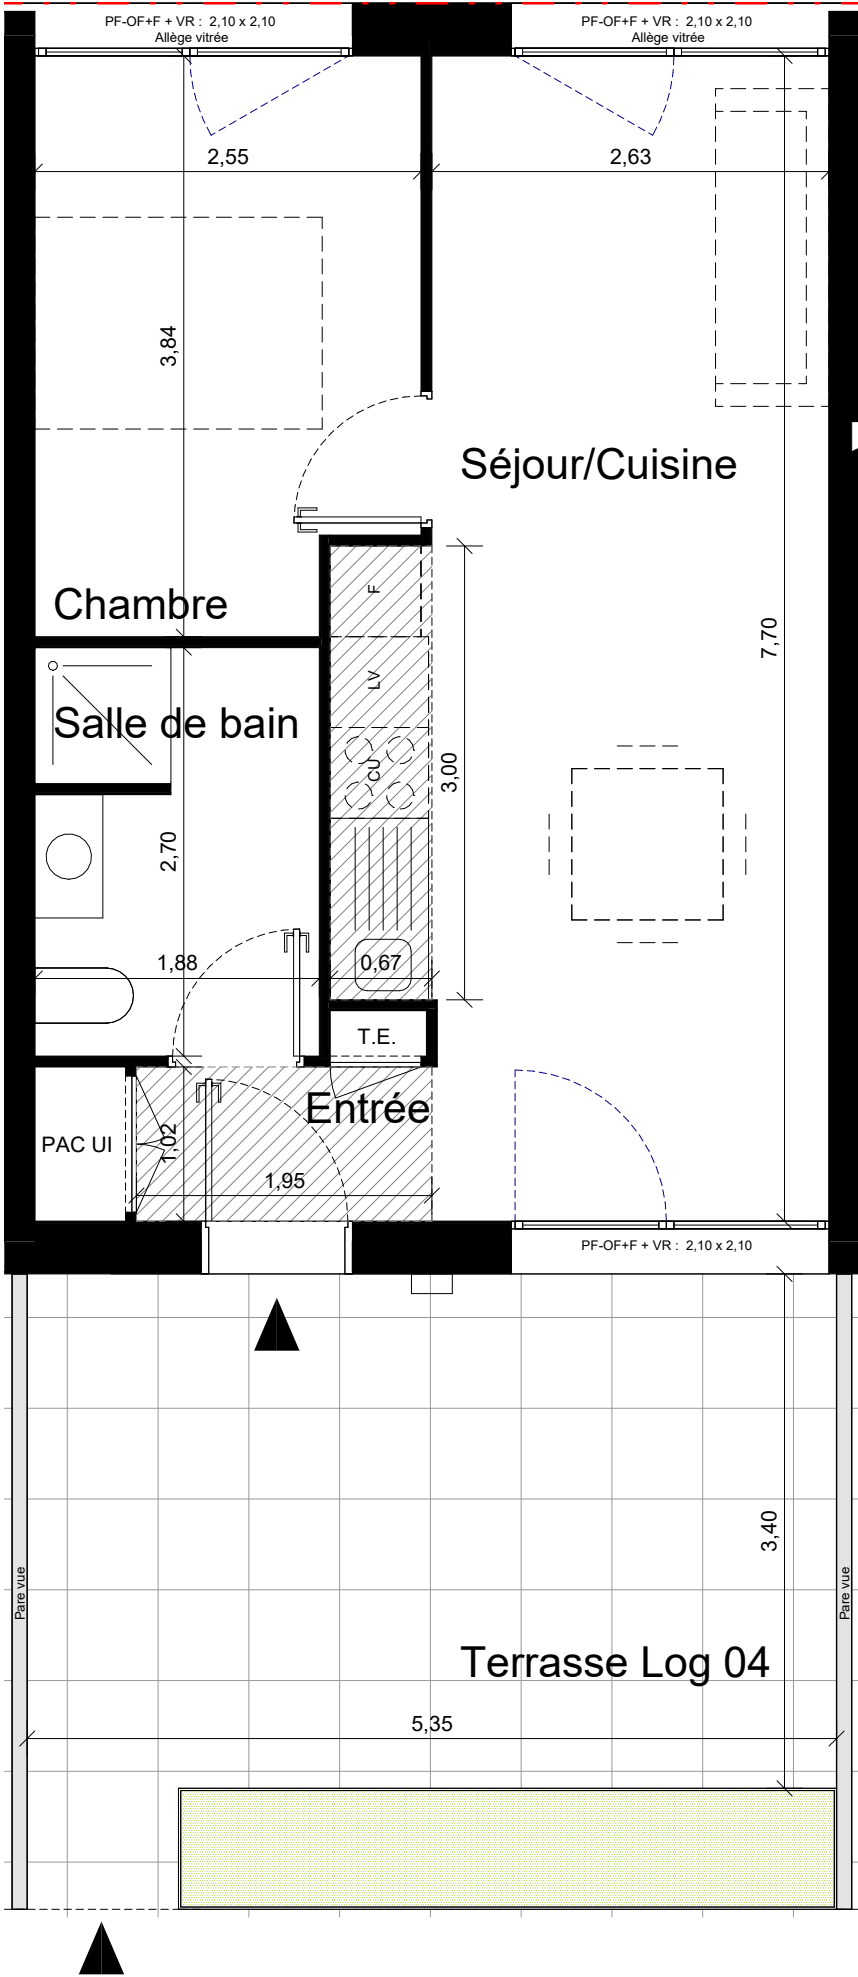 PF-OF+F + VR : 2,10 x 2,10
Allège vitrée
PF-OF+F + VR : 2,10 x 2,10
Allège vitrée
2,55
2,63
3,84
Séjour/Cuisine
Chambre
F
7,70
LV
Salle de bain
CU
3,00
2,70
1,88
0,67
T.E.
Entrée
PAC UI
1,02
1,95
PF-OF+F + VR : 2,10 x 2,10
3,40
Pare vue
Pare vue
Terrasse Log 04
5,35